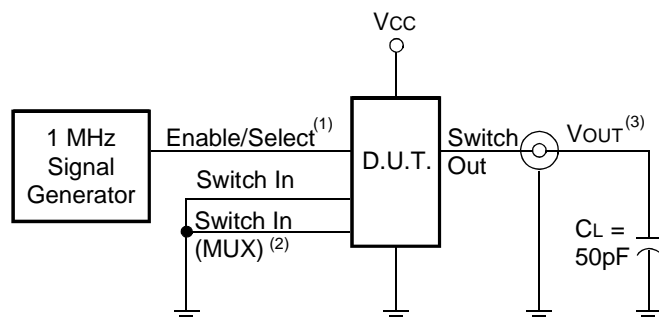 VCC
1 MHz
Signal
Generator
Enable/Select(1)
D.U.T.
Switch
Out
VOUT(3)
Switch In
Switch In
(MUX) (2)
CL =
50pF